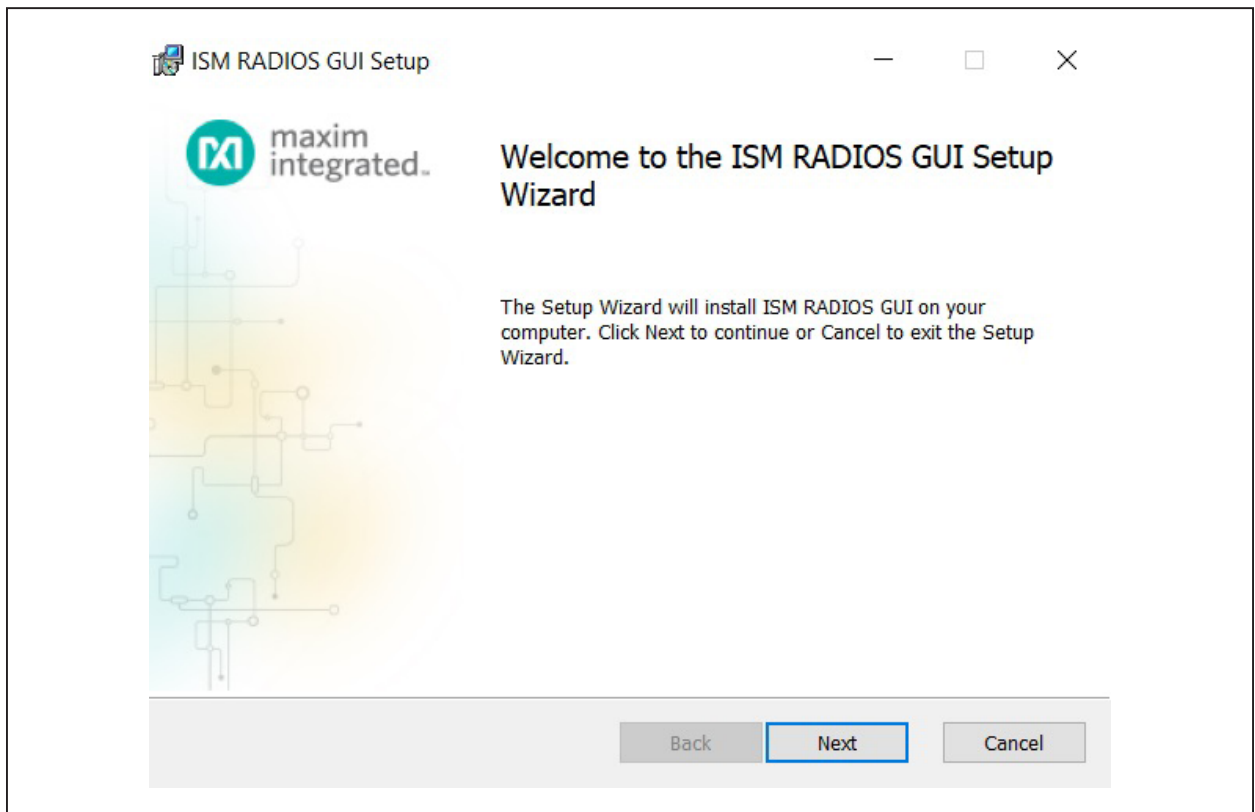 ISM RADIOS GUI Setup
maxim
integrated™
Welcome to the ISM RADIOS GUI Setup
Wizard
The Setup Wizard will install ISM RADIOS GUI on your
computer. Click Next to continue or Cancel to exit the Setup
Wizard.
Back Next Cancel